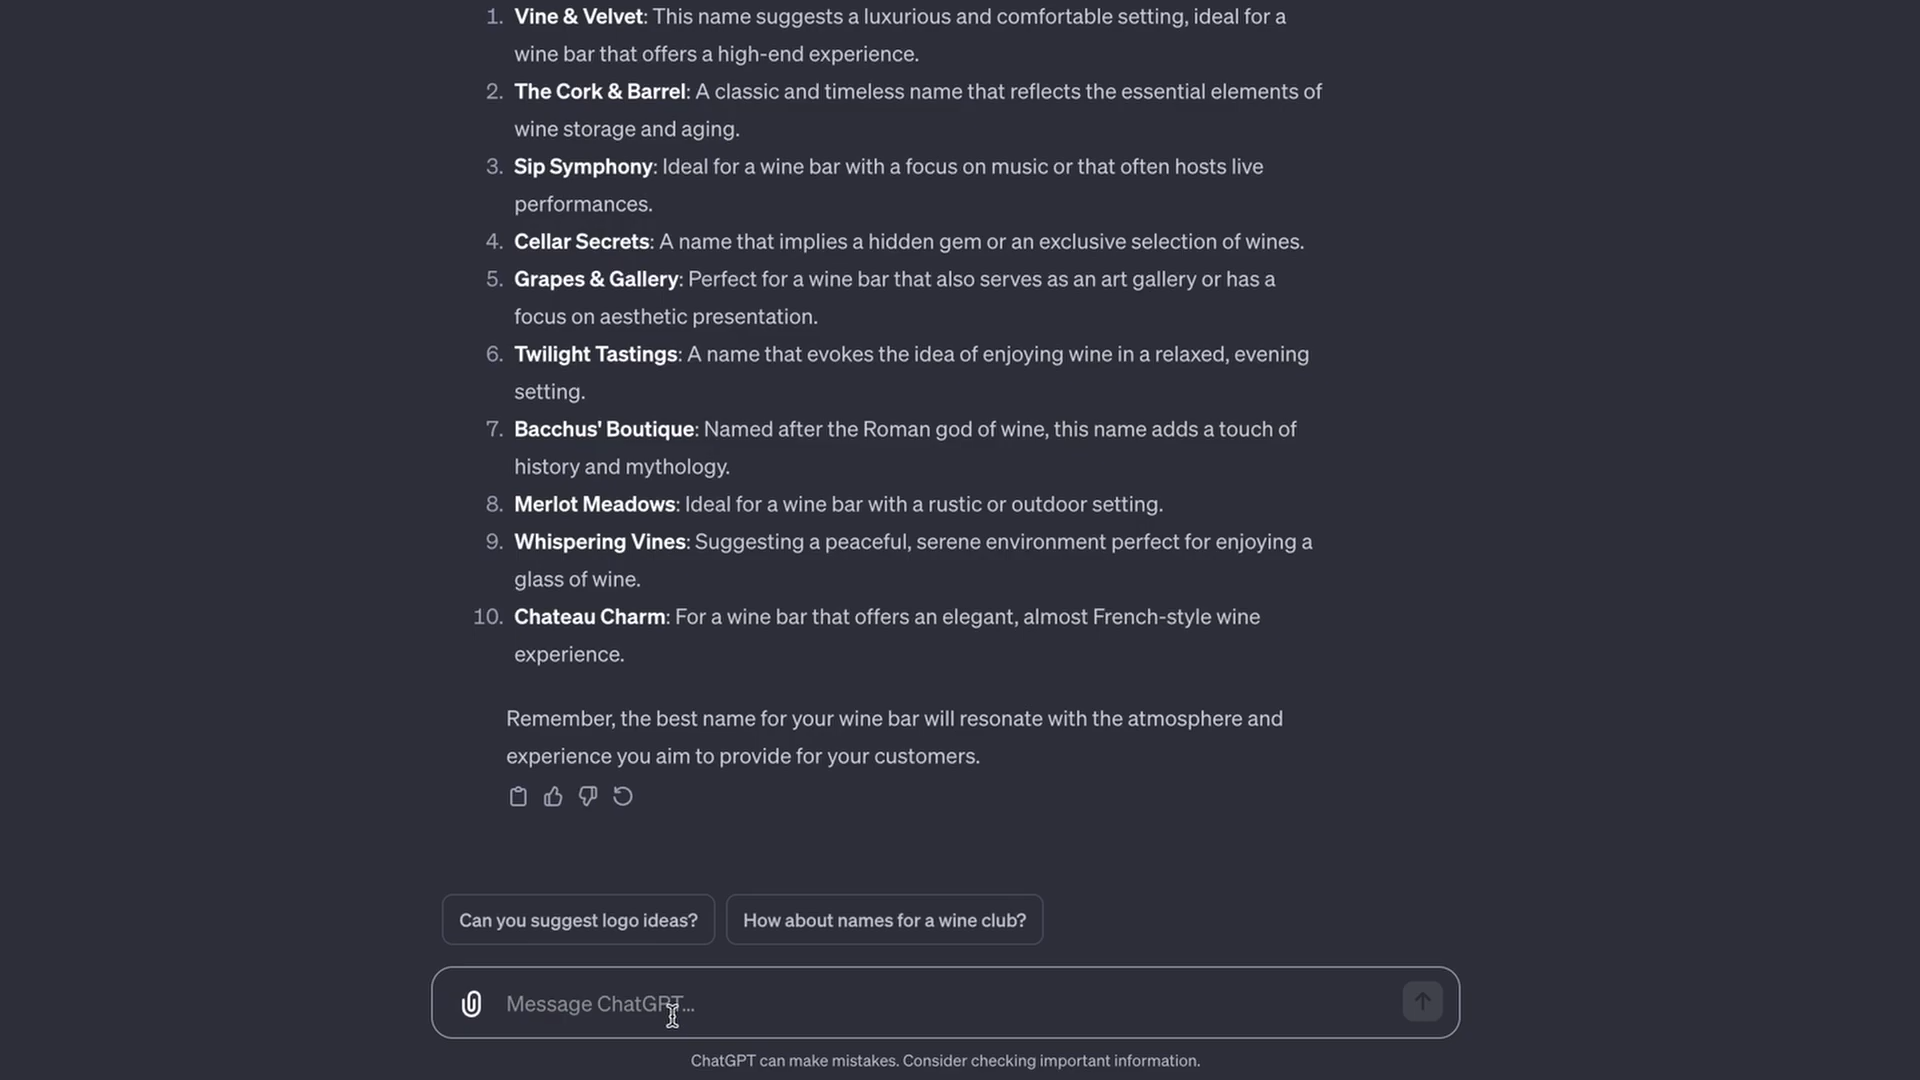 1. Vine & Velvet: This name suggests a luxurious and comfortable setting, ideal for a
wine bar that offers a high-end experience.
2. The Cork & Barrel: A classic and timeless name that reflects the essential elements of
wine storage and aging.
3. Sip Symphony: Ideal for a wine bar with a focus on music or that often hosts live
performances.
4. Cellar Secrets: A name that implies a hidden gem or an exclusive selection of wines.
5. Grapes & Gallery: Perfect for a wine bar that also serves as an art gallery or has a
focus on aesthetic presentation.
6. Twilight Tastings: A name that evokes the idea of enjoying wine in a relaxed, evening
setting.
7. Bacchus' Boutique: Named after the Roman god of wine, this name adds a touch of
history and mythology.
8. Merlot Meadows: Ideal for a wine bar with a rustic or outdoor setting.
9. Whispering Vines: Suggesting a peaceful, serene environment perfect for enjoying a
glass of wine.
10. Chateau Charm: For a wine bar that offers an elegant, almost French-style wine
experience.
Remember, the best name for your wine bar will resonate with the atmosphere and
experience you aim to provide for your customers.
Can you suggest logo ideas? How about names for a wine club?
Message ChatGPT...
ChatGPT can make mistakes. Consider checking important information.